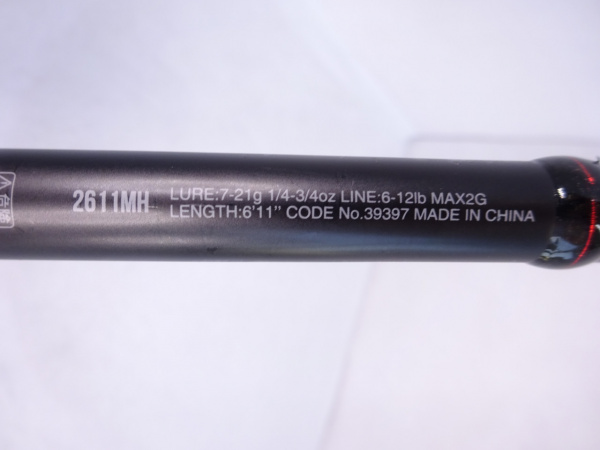 2611MH
LURE:7-21g 1/4-3/4oz LINE:6-12lb MAX2G
LENGTH:6'11" CODE No.39397 MADE IN CHINA